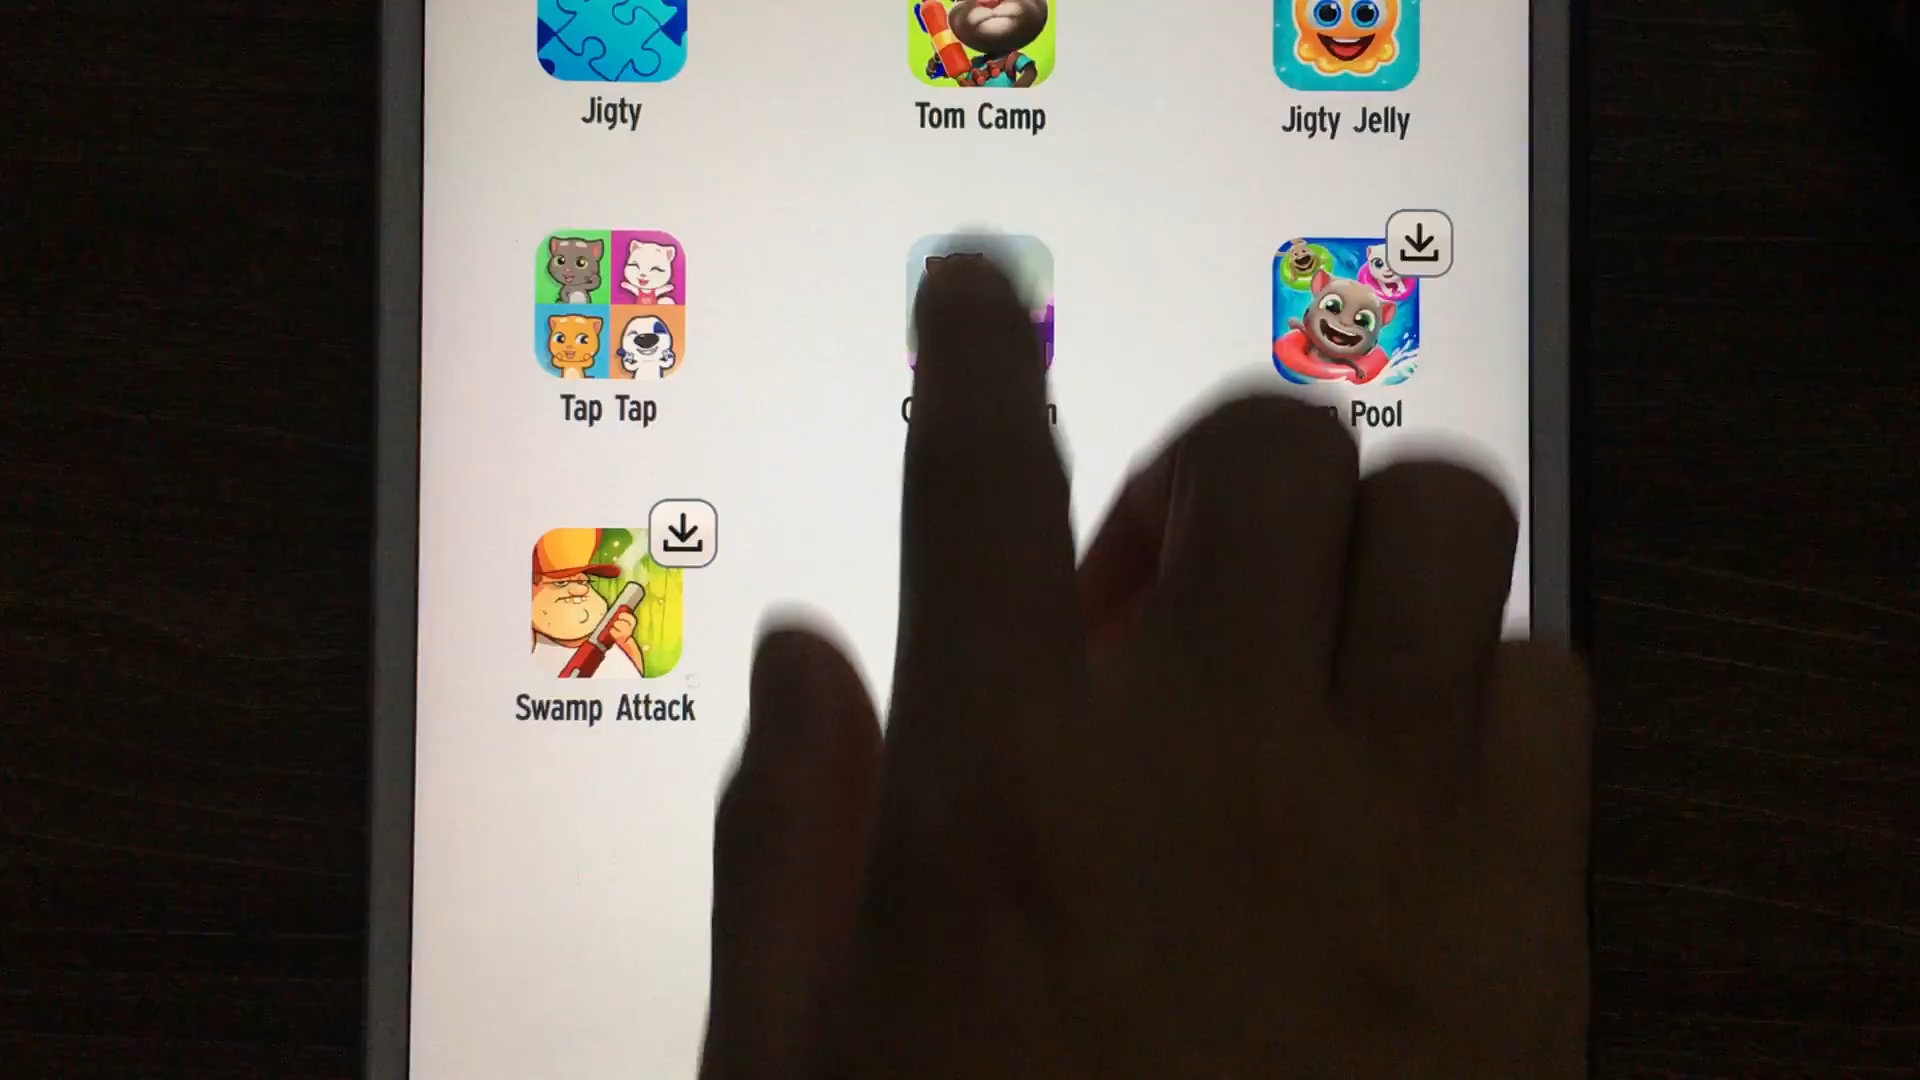 Jigty
Tom Camp
Jigty Jelly
Tap Tap
Pool
Swamp Attack